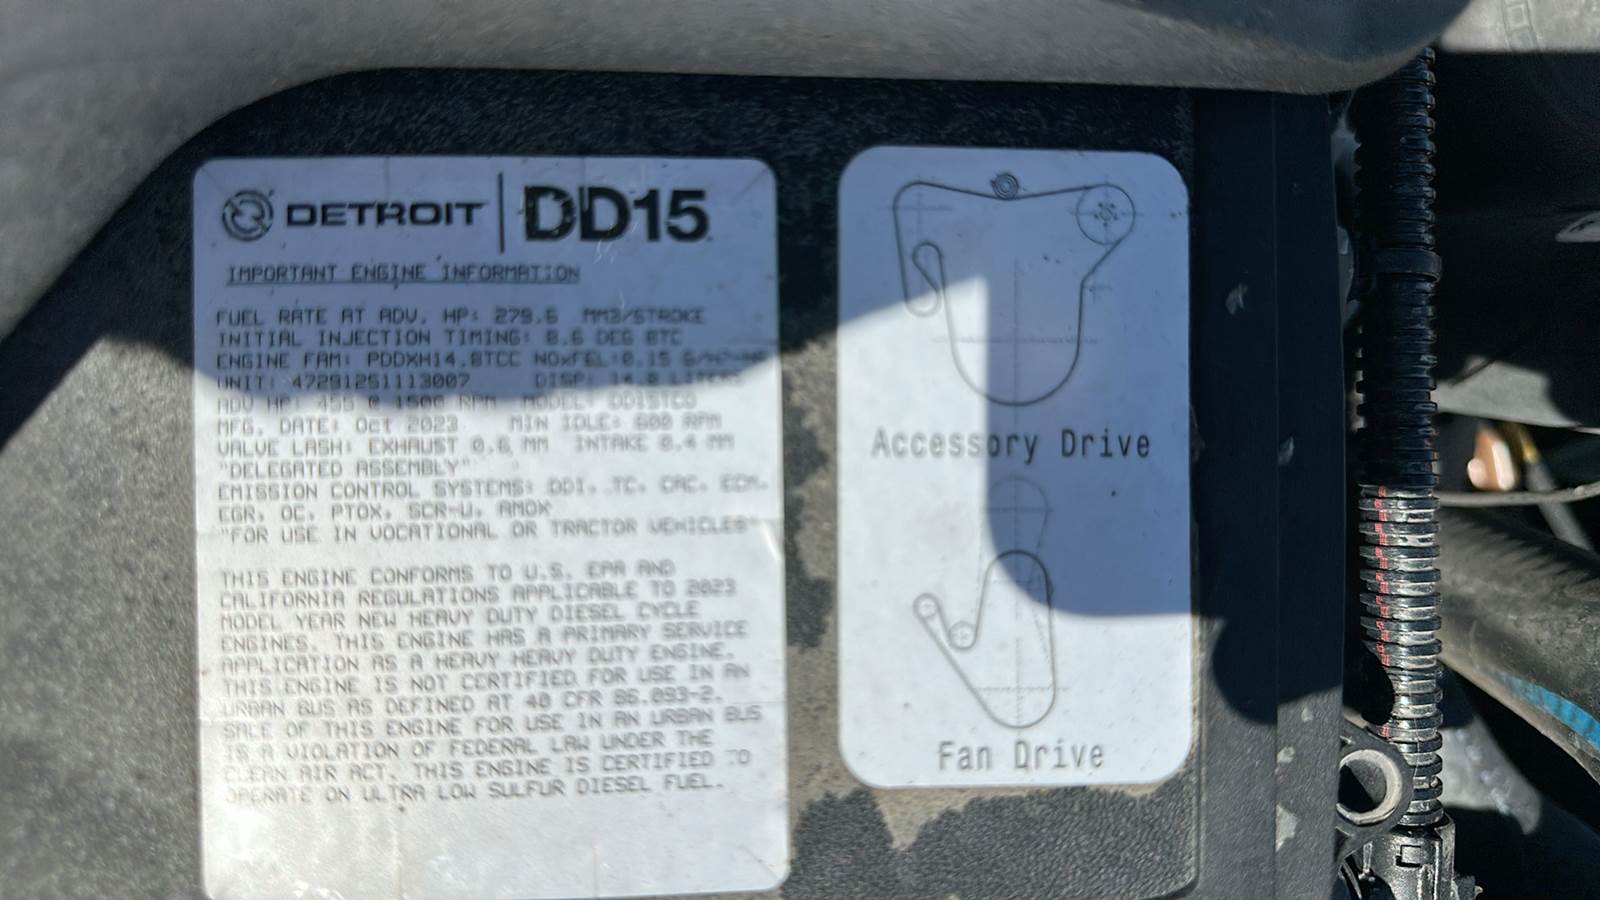 DETROIT DD15
IMPORTANT ENGINE INFORMATION
FUEL RATE AT ADV. HP: 279.6 MM3/STROKE
INITIAL INJECTION TIMING: 8.6 DEG BTC
ENGINE FAM: PDDXH14.8TCC NOxFEL:0.15
UNIT: 47291251113007 DISP: 14.8 LITERS
ADV HP: 455 @ RPM MODEL:
MFG. DATE: Oct 2023 MIN IDLE: 600 RPM
VALVE LASH: EXHAUST 0.6 MM INTAKE 0.4 MM
"DELEGATED ASSEMBLY"
EMISSION CONTROL SYSTEMS: DDI, TC, CAC, ECM,
EGR, OC, PTOX, SCR-U, AMOX
"FOR USE IN VOCATIONAL OR TRACTOR VEHICLES"
THIS ENGINE CONFORMS TO U.S. EPA AND
CALIFORNIA REGULATIONS APPLICABLE TO 2023
MODEL YEAR NEW HEAVY DUTY DIESEL CYCLE
ENGINES. THIS ENGINE HAS A PRIMARY SERVICE
APPLICATION AS A HEAVY HEAVY DUTY ENGINE.
THIS ENGINE IS NOT CERTIFIED FOR USE IN AN
URBAN BUS AS DEFINED AT 40 CFR 86.093-2.
SALE OF THIS ENGINE FOR USE IN AN URBAN BUS
IS A VIOLATION OF FEDERAL LAW UNDER THE
CLEAN AIR ACT. THIS ENGINE IS CERTIFIED TO
OPERATE ON ULTRA LOW SULFUR DIESEL FUEL.
Accessory Drive
Fan Drive